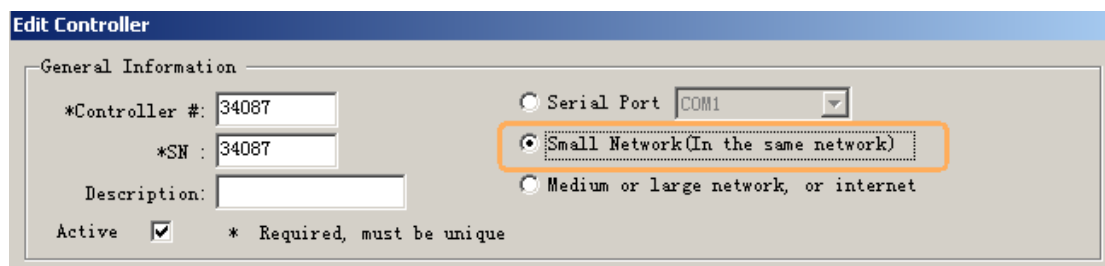 Edit Controller
General Information
*Controller #: 34087
Serial Port COM1
*SN : 34087
Small Network(In the same network)
Description:
Medium or large network, or internet
Active * Required, must be unique